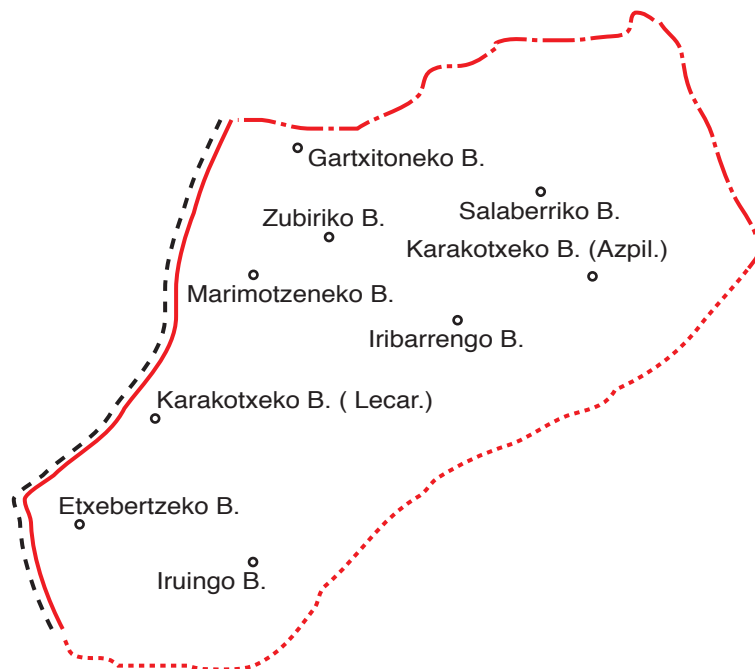 Gartxitoneko B.
Salaberriko B.
Zubiriko B.
Karakotxeko B. (Azpil.)
Marimotzeneko B.
Iribarrengo B.
Karakotxeko B. ( Lecar.)
Etxebertzeko B.
Iruingo B.